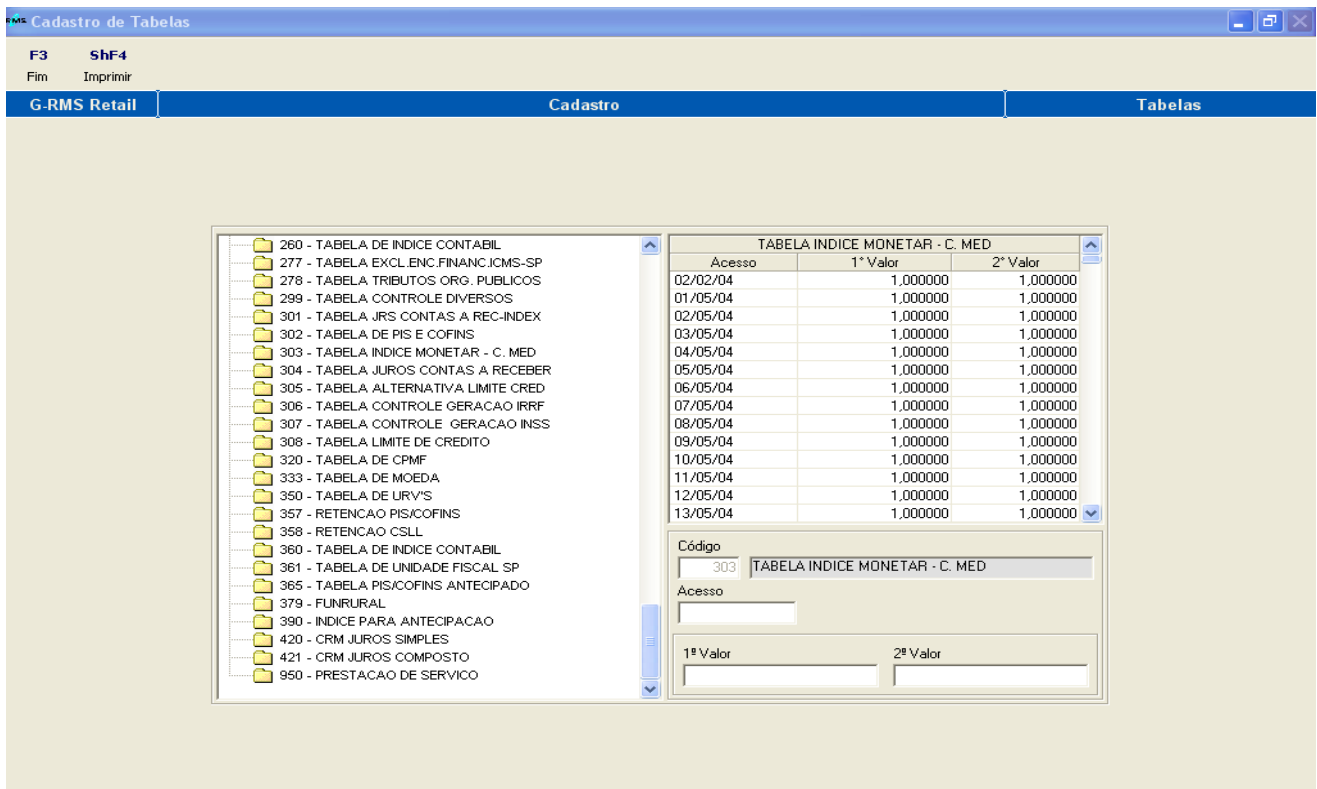 RMS Cadastro de Tabelas
F3 ShF4
Fim Imprimir
G-RMS Retail Cadastro Tabelas
260 - TABELA DE INDICE CONTABIL
277 - TABELA EXCL.ENC.FINANC.ICMS-SP
278 - TABELA TRIBUTOS ORG. PUBLICOS
299 - TABELA CONTROLE DIVERSOS
301 - TABELA JRS CONTAS A REC-INDEX
302 - TABELA DE PIS E COFINS
303 - TABELA INDICE MONETAR - C. MED
304 - TABELA JUROS CONTAS A RECEBER
305 - TABELA ALTERNATIVA LIMITE CRED
306 - TABELA CONTROLE GERACAO IRRF
307 - TABELA CONTROLE  GERACAO INSS
308 - TABELA LIMITE DE CREDITO
320 - TABELA DE CPMF
333 - TABELA DE MOEDA
350 - TABELA DE URV'S
357 - RETENCAO PIS/COFINS
358 - RETENCAO CSLL
360 - TABELA DE INDICE CONTABIL
361 - TABELA DE UNIDADE FISCAL SP
365 - TABELA PIS/COFINS ANTECIPADO
379 - FUNRURAL
390 - INDICE PARA ANTECIPACAO
420 - CRM JUROS SIMPLES
421 - CRM JUROS COMPOSTO
950 - PRESTACAO DE SERVICO
TABELA INDICE MONETAR - C. MED
Acesso 1° Valor 2° Valor
02/02/04 1,000000 1,000000
01/05/04 1,000000 1,000000
02/05/04 1,000000 1,000000
03/05/04 1,000000 1,000000
04/05/04 1,000000 1,000000
05/05/04 1,000000 1,000000
06/05/04 1,000000 1,000000
07/05/04 1,000000 1,000000
08/05/04 1,000000 1,000000
09/05/04 1,000000 1,000000
10/05/04 1,000000 1,000000
11/05/04 1,000000 1,000000
12/05/04 1,000000 1,000000
13/05/04 1,000000 1,000000
Código
303 TABELA INDICE MONETAR - C. MED
Acesso
1º Valor 2º Valor